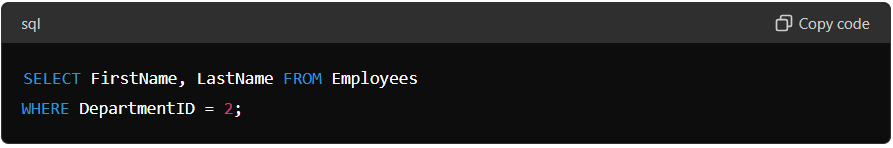 sql
Copy code
SELECT FirstName, LastName FROM Employees
WHERE DepartmentID = 2;